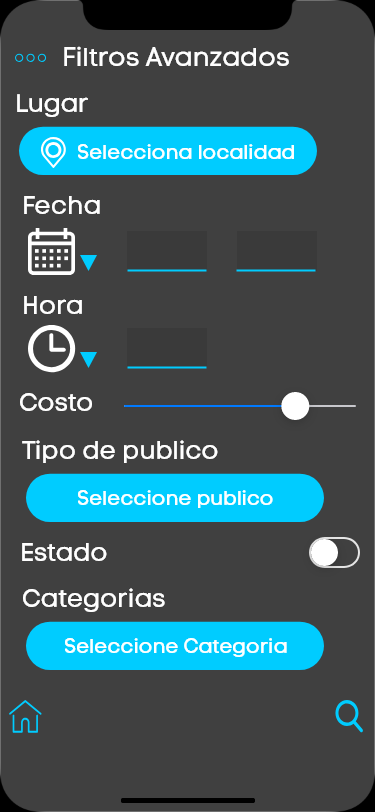 Filtros Avanzados
Lugar
Selecciona localidad
Fecha
Hora
Costo
Tipo de publico
Seleccione publico
Estado
Categorias
Seleccione Categoria